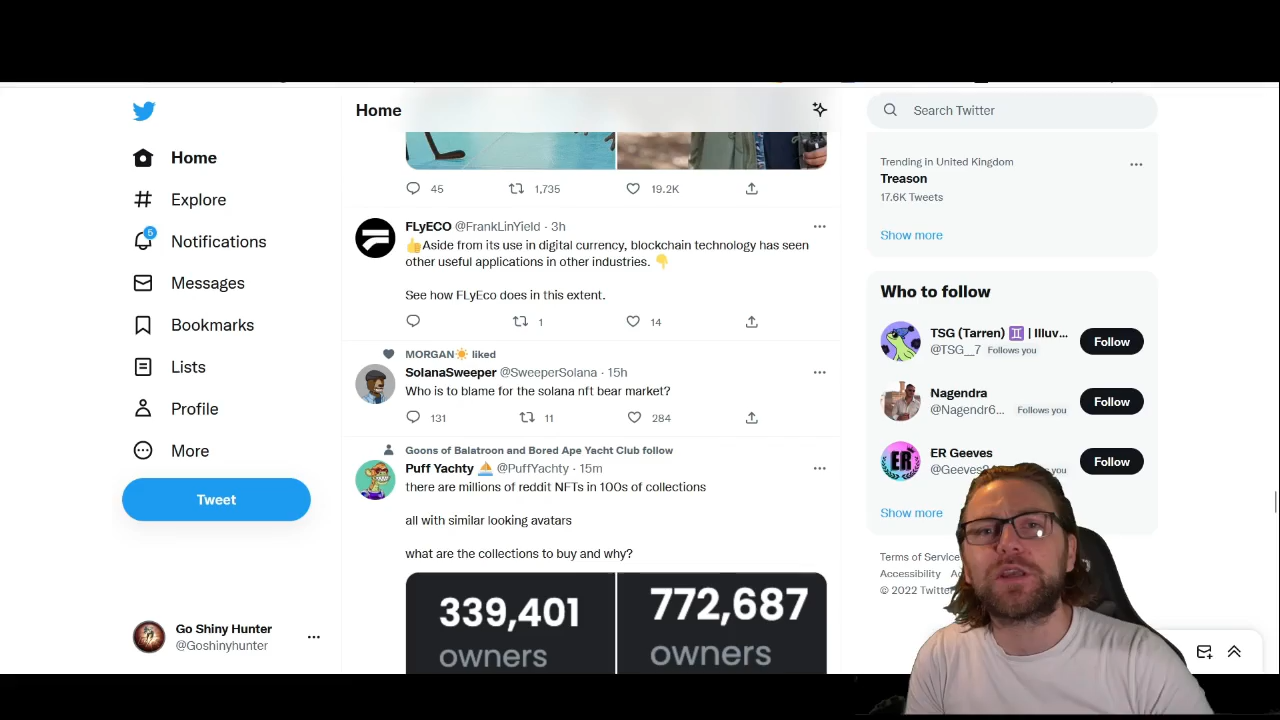 Home
Explore
5
Notifications
Messages
Bookmarks
Lists
Profile
More
Tweet
Go Shiny Hunter
@Goshinyhunter
Home
45
1,735
19.2K
FLyECO @FrankLinYield · 3h
👍Aside from its use in digital currency, blockchain technology has seen
other useful applications in other industries. 👇
See how FLyEco does in this extent.
1
14
MORGAN☀️ liked
SolanaSweeper @SweeperSolana · 15h
Who is to blame for the solana nft bear market?
131
11
284
Goons of Balatroon and Bored Ape Yacht Club follow
Puff Yachty ⛵ @PuffYachty · 15m
there are millions of reddit NFTs in 100s of collections
all with similar looking avatars
what are the collections to buy and why?
339,401
owners
772,687
owners
Search Twitter
Trending in United Kingdom
Treason
17.6K Tweets
Show more
Who to follow
TSG (Tarren) ♊ | Illuv...
@TSG__7 Follows you
Follow
Nagendra
@Nagendr6... Follows you
Follow
ER Geeves
ER
Follow
Show more
Terms of Service
Accessibility
© 2022 Twitter